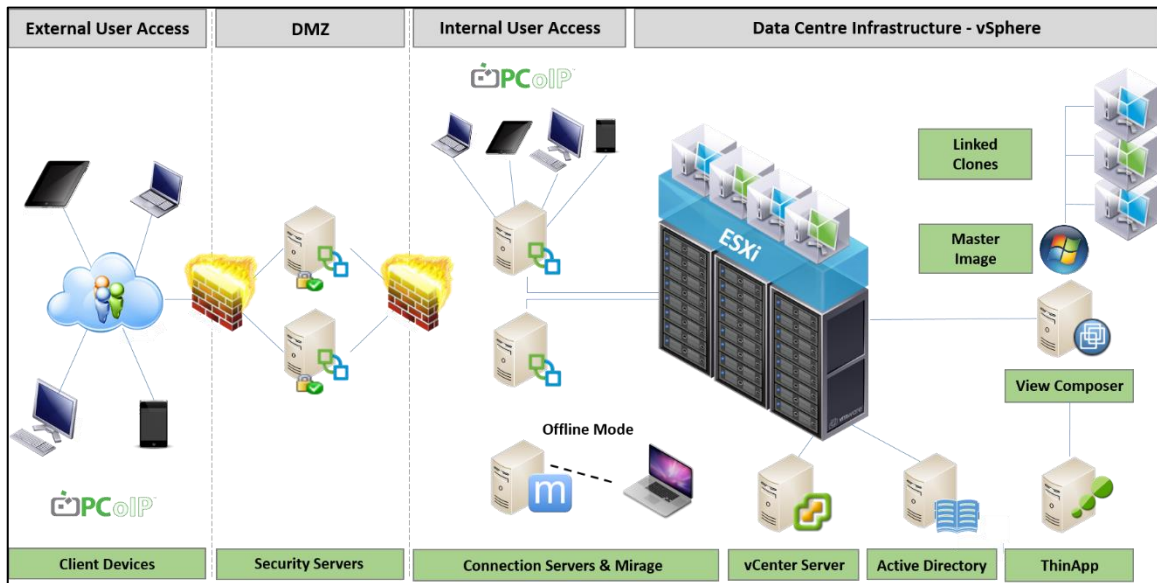 External User Access
DMZ
Internal User Access
Data Centre Infrastructure - vSphere
PCoIP
Linked
Clones
ESXi
Master
Image
View Composer
Offline Mode
m
PCoIP
Client Devices
Security Servers
Connection Servers & Mirage
vCenter Server
Active Directory
ThinApp